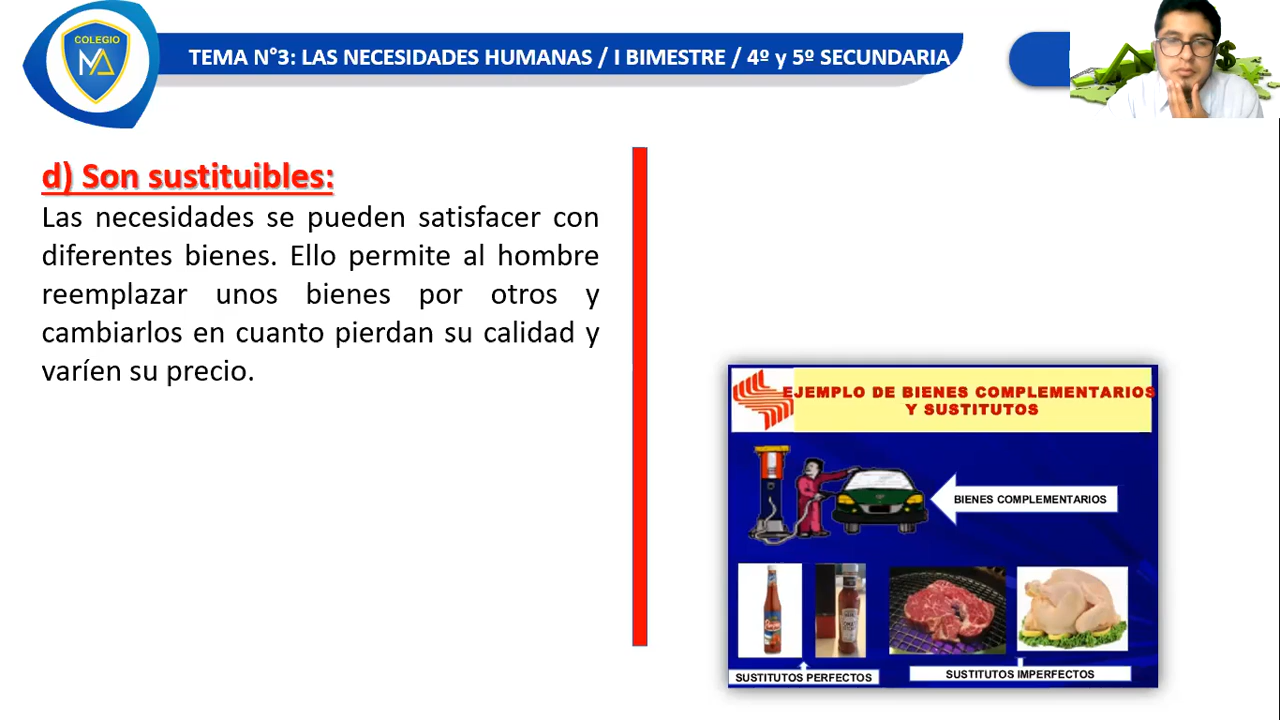 COLEGIO
MA
TEMA N°3: LAS NECESIDADES HUMANAS / I BIMESTRE / 4º y 5º SECUNDARIA
$
d) Son sustituibles:
Las necesidades se pueden satisfacer con
diferentes bienes. Ello permite al hombre
reemplazar unos bienes por otros y
cambiarlos en cuanto pierdan su calidad y
varíen su precio.
EJEMPLO DE BIENES COMPLEMENTARIOS
Y SUSTITUTOS
BIENES COMPLEMENTARIOS
SUSTITUTOS PERFECTOS
SUSTITUTOS IMPERFECTOS